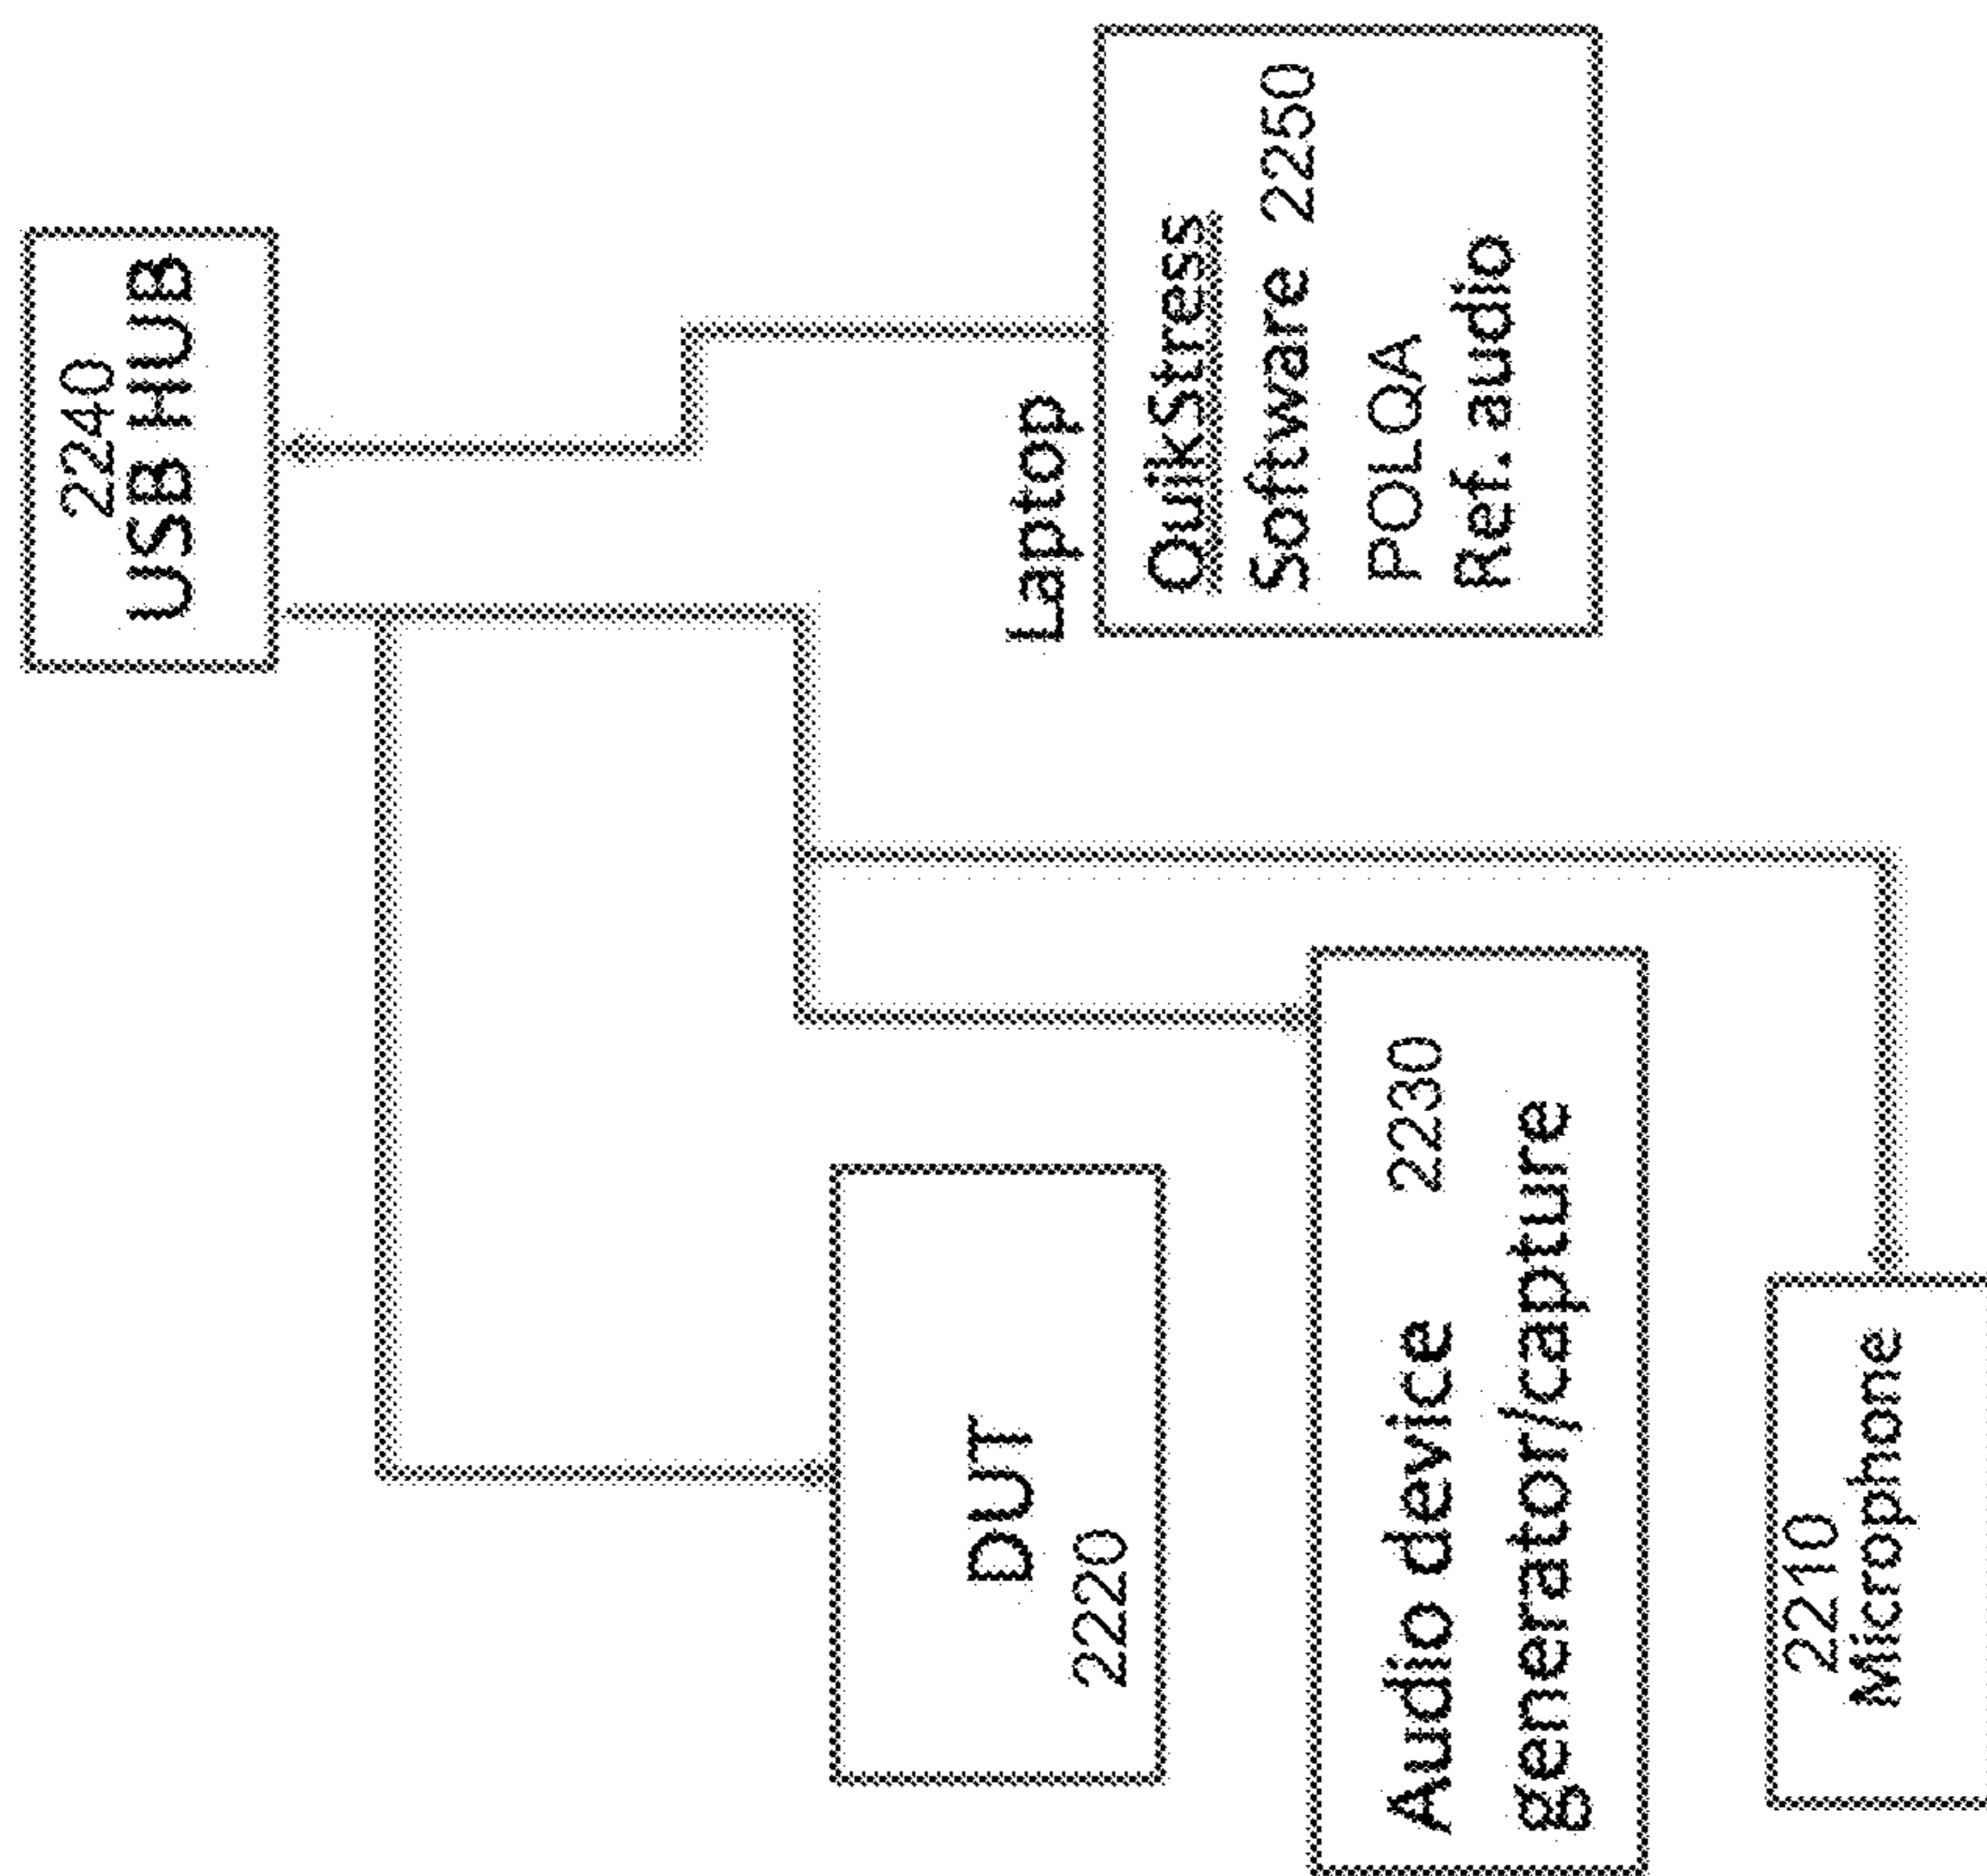 2240
USB HUB
DUT
2220
Laptop
QuikStress
Software 2250
POLQA
Ref. audio
Audio device 2230
generator/capture
2210
Microphone